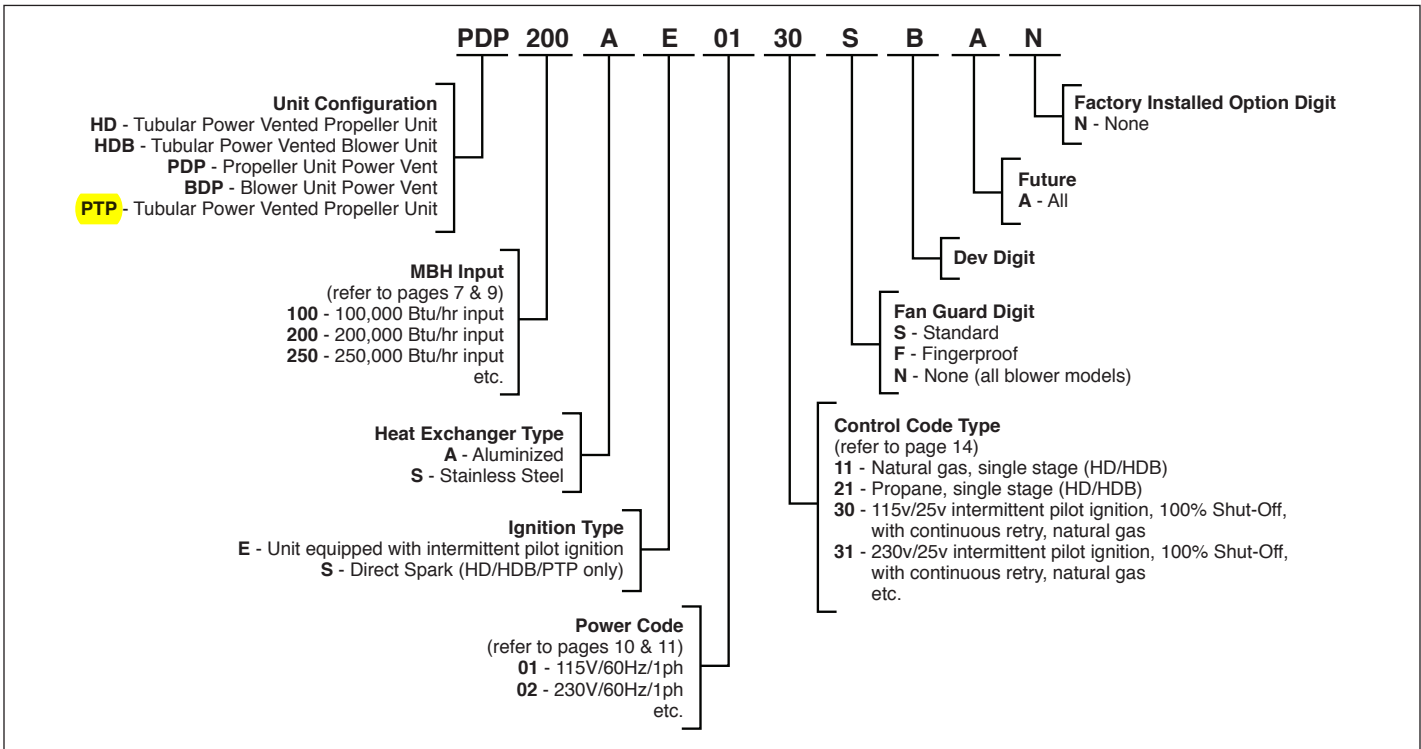 PDP 200 A E 01 30 S B A N
Unit Configuration
HD - Tubular Power Vented Propeller Unit
HDB - Tubular Power Vented Blower Unit
PDP - Propeller Unit Power Vent
BDP - Blower Unit Power Vent
PTP - Tubular Power Vented Propeller Unit
MBH Input
(refer to pages 7 & 9)
100 - 100,000 Btu/hr input
200 - 200,000 Btu/hr input
250 - 250,000 Btu/hr input
etc.
Heat Exchanger Type
A - Aluminized
S - Stainless Steel
Ignition Type
E - Unit equipped with intermittent pilot ignition
S - Direct Spark (HD/HDB/PTP only)
Power Code
(refer to pages 10 & 11)
01 - 115V/60Hz/1ph
02 - 230V/60Hz/1ph
etc.
Factory Installed Option Digit
N - None
Future
A - All
Dev Digit
Fan Guard Digit
S - Standard
F - Fingerproof
N - None (all blower models)
Control Code Type
(refer to page 14)
11 - Natural gas, single stage (HD/HDB)
21 - Propane, single stage (HD/HDB)
30 - 115v/25v intermittent pilot ignition, 100% Shut-Off,
with continuous retry, natural gas
31 - 230v/25v intermittent pilot ignition, 100% Shut-Off,
with continuous retry, natural gas
etc.